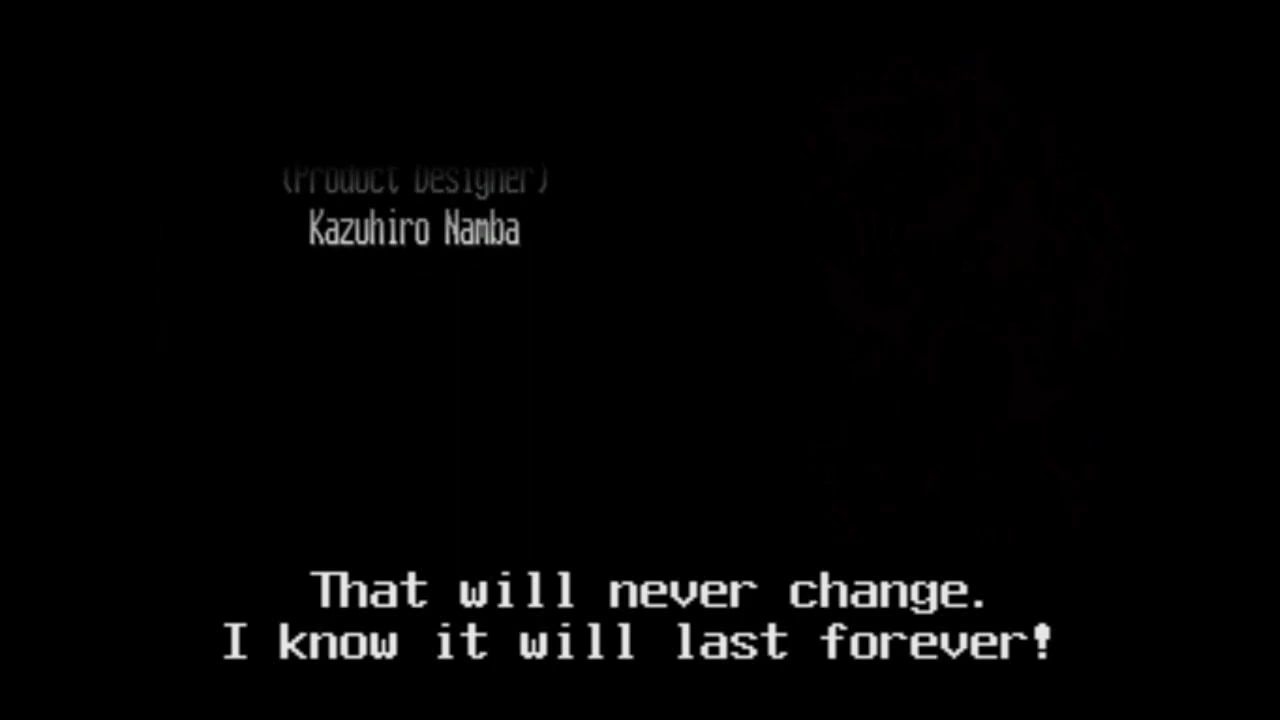 (Product Designer)
Kazuhiro Namba
That will never change.
I know it will last forever!